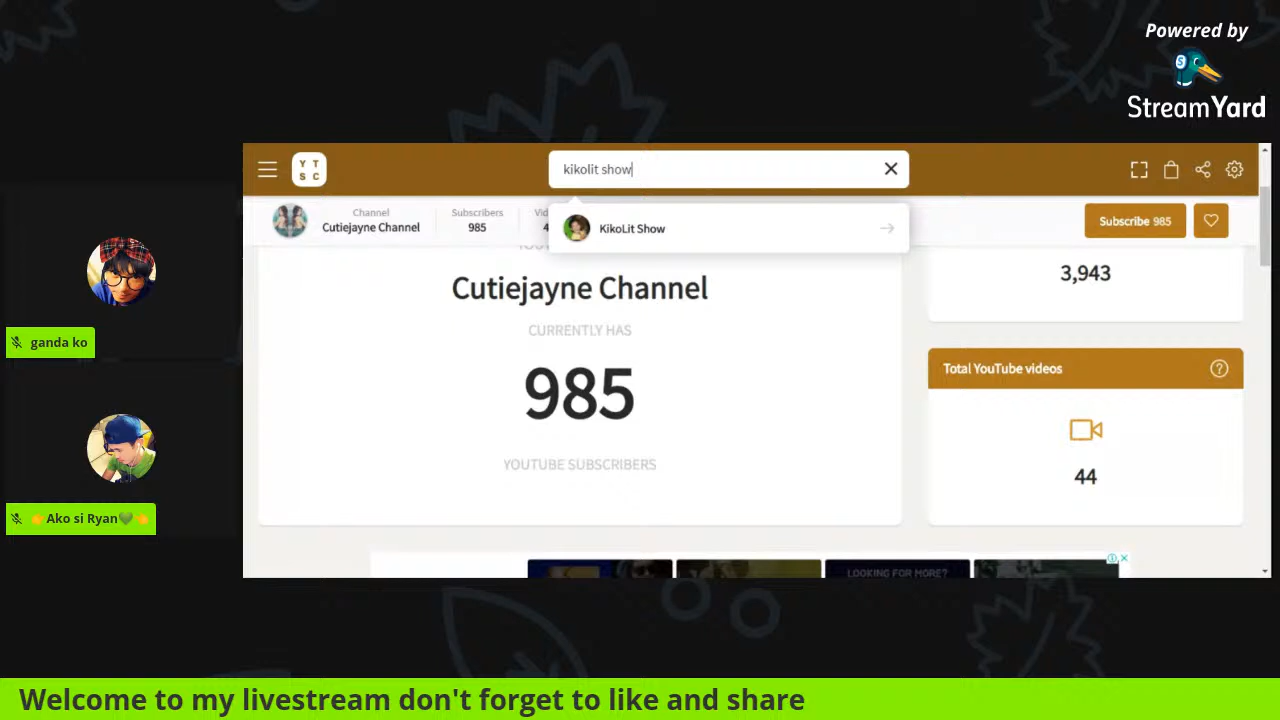 Powered by
StreamYard
Y T
S C
kikolit show
Channel
Cutiejayne Channel
Subscribers
985
KikoLit Show
Subscribe 985
Cutiejayne Channel
CURRENTLY HAS
985
YOUTUBE SUBSCRIBERS
3,943
Total YouTube videos
44
LOOKING FOR MORE?
ganda ko
👉Ako si Ryan💚👈
Welcome to my livestream don't forget to like and share